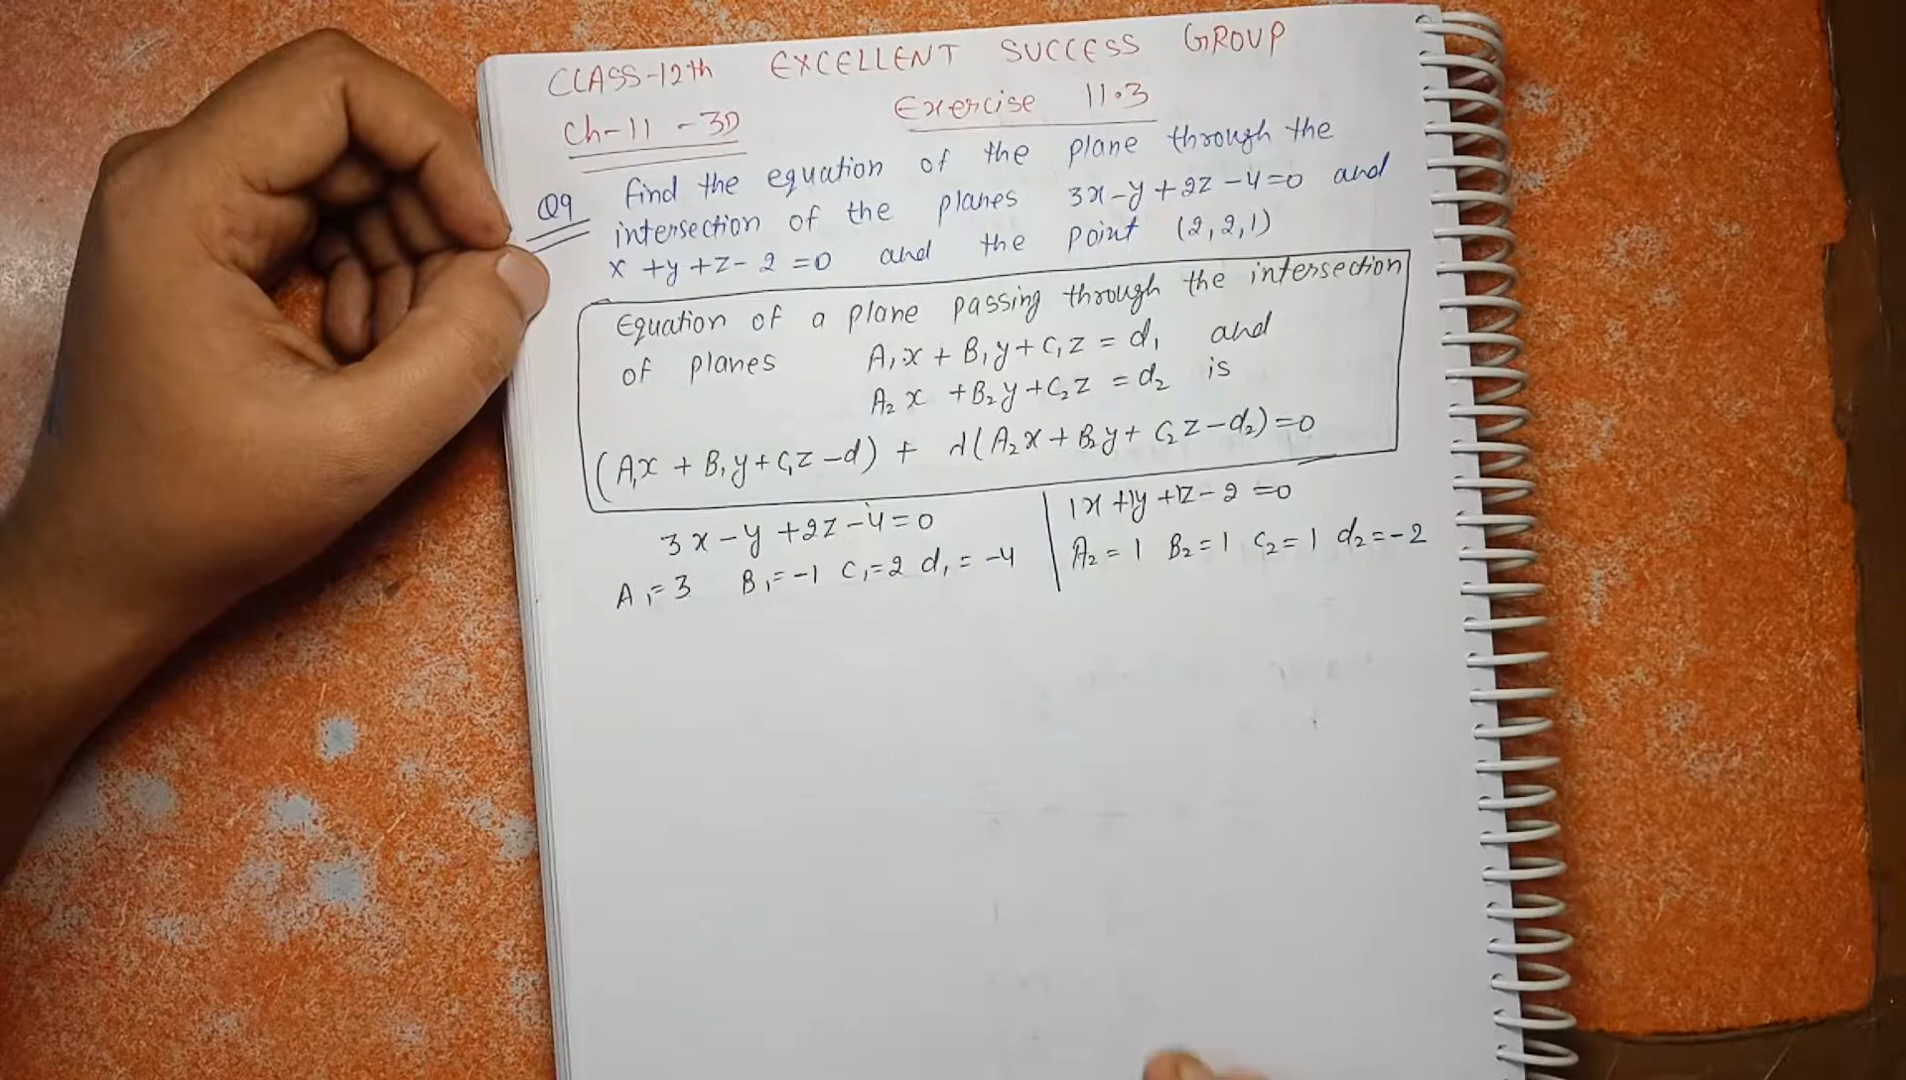 CLASS-12th EXCELLENT SUCCESS GROUP
Ch-11 - 3D Exercise 11.3
Q9 find the equation of the plane through the
intersection of the planes 3x-y+2z-4=0 and
x+y+z-2=0 and the point (2,2,1)
Equation of a plane passing through the intersection
of planes A₁x + B₁y + C₁z = d₁ and
A₂x + B₂y + C₂z = d₂ is
(A₁x + B₁y + C₁z - d) + λ(A₂x + B₂y + C₂z - d₂) = 0
3x - y + 2z - 4 = 0
A₁ = 3 B₁ = -1 C₁ = 2 d₁ = -4
1x + 1y + 1z - 2 = 0
A₂ = 1 B₂ = 1 C₂ = 1 d₂ = -2